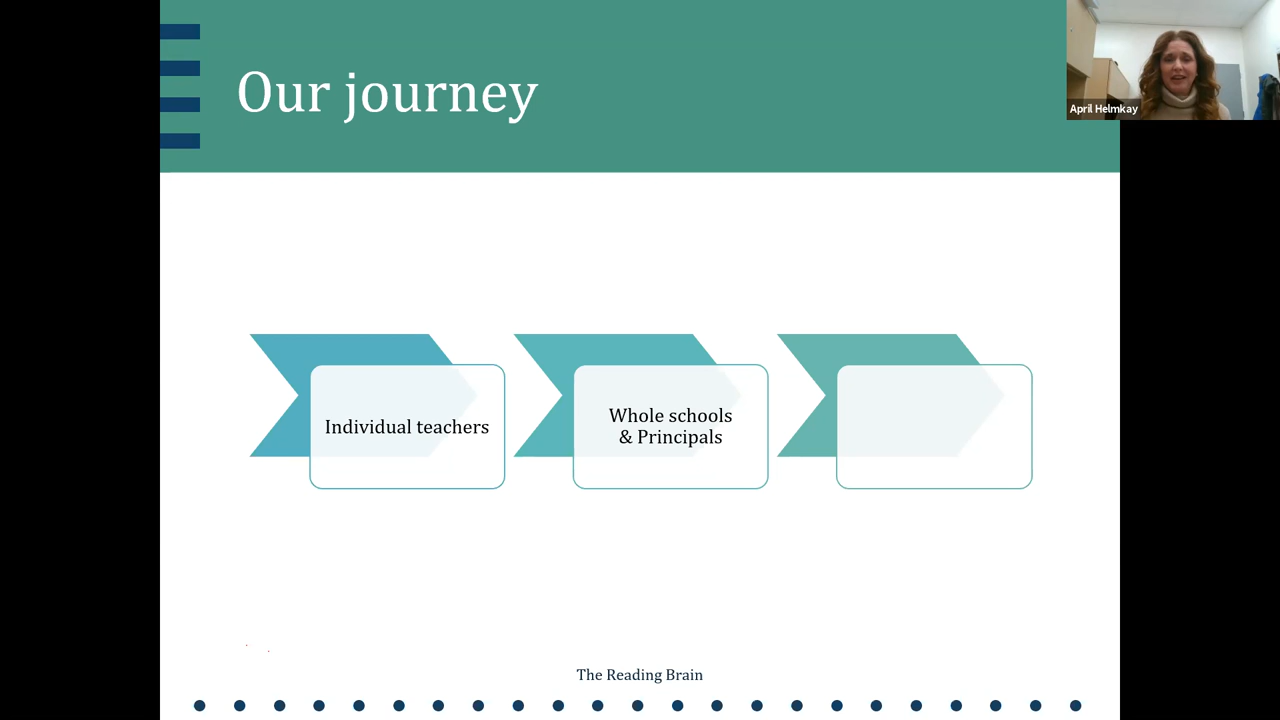 Our journey
April Helmkay
Individual teachers
Whole schools
& Principals
The Reading Brain